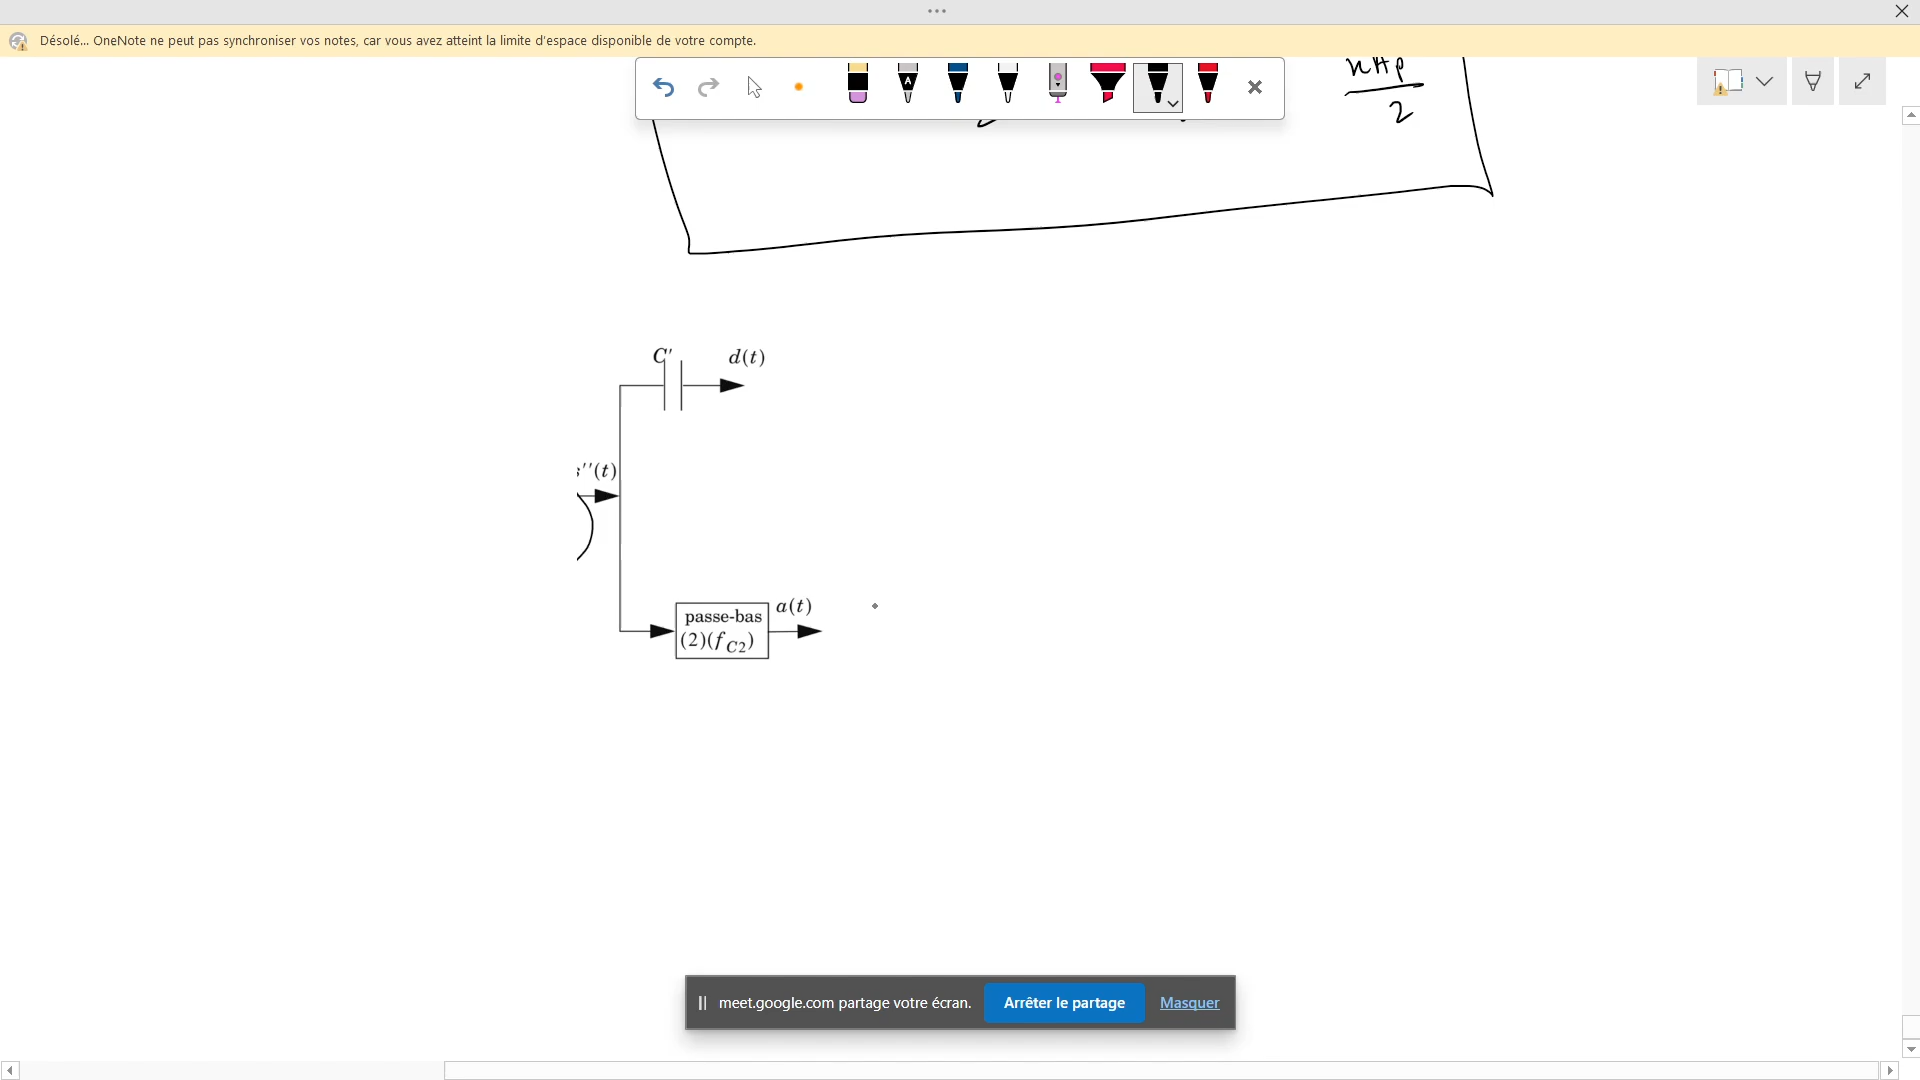 Désolé... OneNote ne peut pas synchroniser vos notes, car vous avez atteint la limite d'espace disponible de votre compte.
A
2
C' d(t)
''(t)
passe-bas a(t)
(2)(f C2)
meet.google.com partage votre écran. Arrêter le partage Masquer